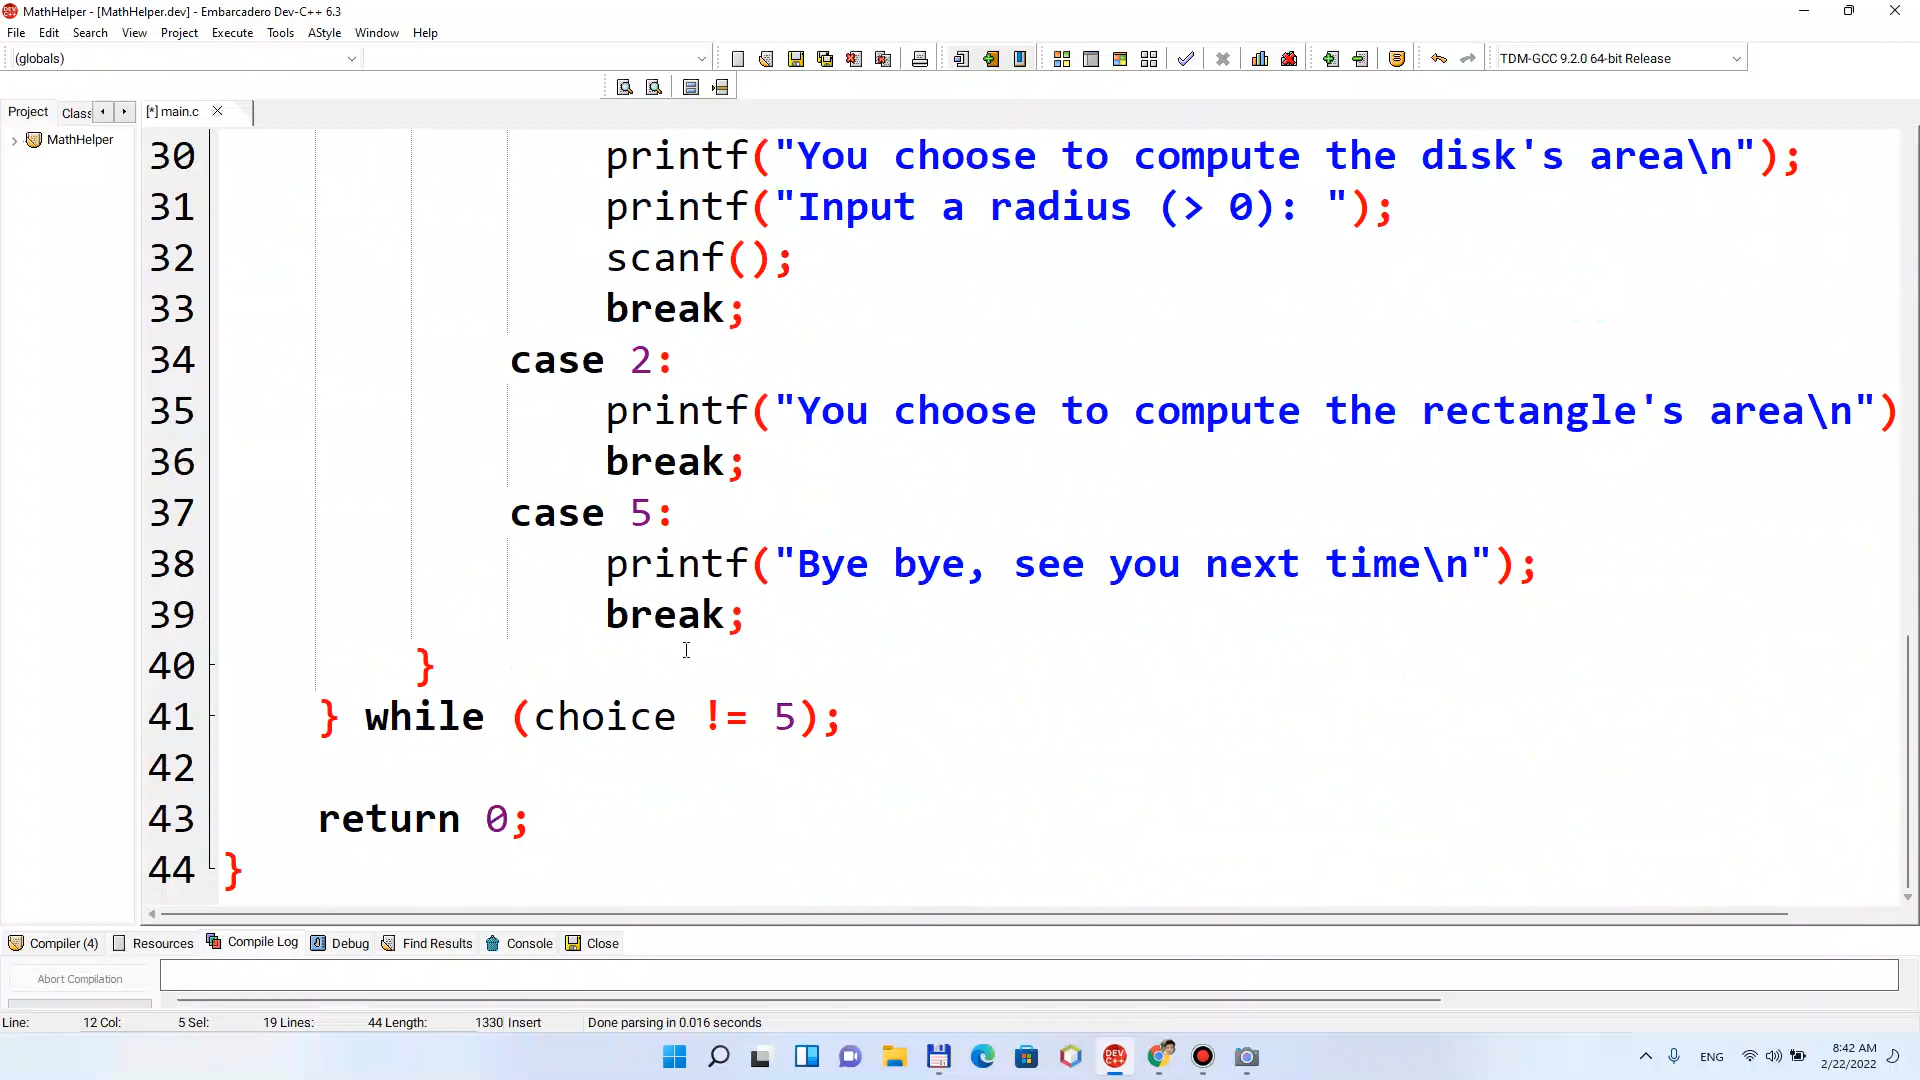 MathHelper - [MathHelper.dev] - Embarcadero Dev-C++ 6.3
File Edit Search View Project Execute Tools AStyle Window Help
(globals)
TDM-GCC 9.2.0 64-bit Release
Project Class [*] main.c
MathHelper
30 printf("You choose to compute the disk's area\n");
31 printf("Input a radius (> 0): ");
32 scanf();
33 break;
34 case 2:
35 printf("You choose to compute the rectangle's area\n")
36 break;
37 case 5:
38 printf("Bye bye, see you next time\n");
39 break;
40 }
41 } while (choice != 5);
42
43 return 0;
44 }
Compiler (4) Resources Compile Log Debug Find Results Console Close
Abort Compilation
Line: 12 Col: 5 Sel: 19 Lines: 44 Length: 1330 Insert Done parsing in 0.016 seconds
DEV C++
ENG
8:42 AM
2/22/2022